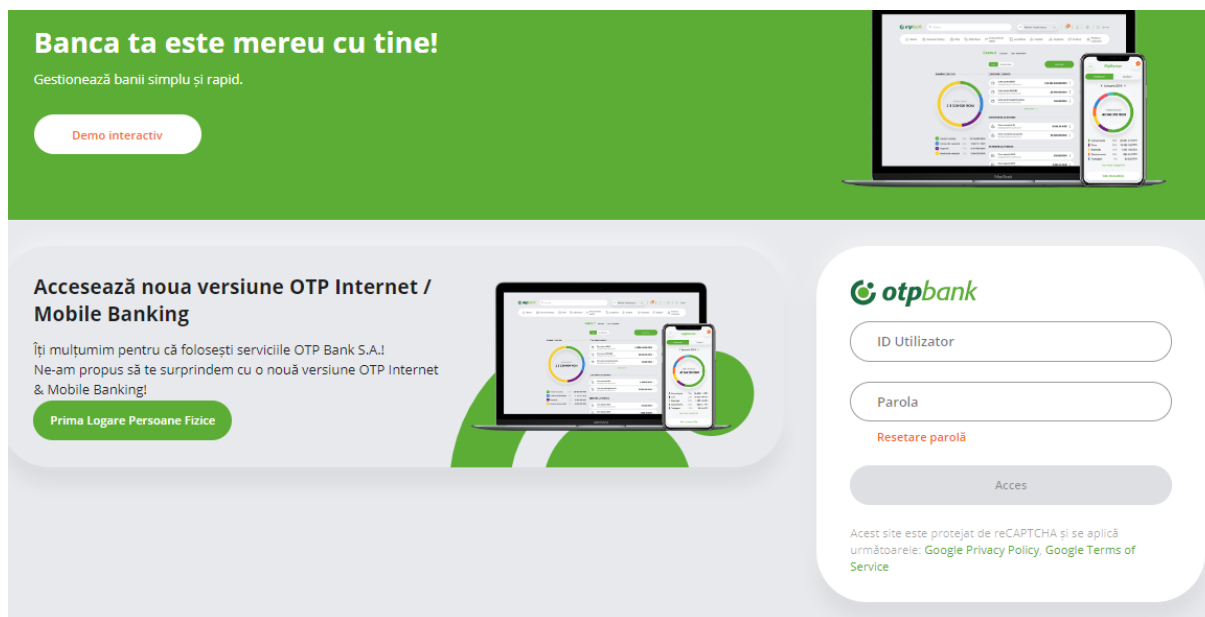 Banca ta este mereu cu tine!
Gestionează banii simplu și rapid.
Demo interactiv
Accesează noua versiune OTP Internet /
Mobile Banking
Îți mulțumim pentru că folosești serviciile OTP Bank S.A.!
Ne-am propus să te surprindem cu o nouă versiune OTP Internet
& Mobile Banking!
Prima Logare Persoane Fizice
otpbank
ID Utilizator
Parola
Resetare parolă
Acces
Acest site este protejat de reCAPTCHA și se aplică
următoarele: Google Privacy Policy, Google Terms of
Service